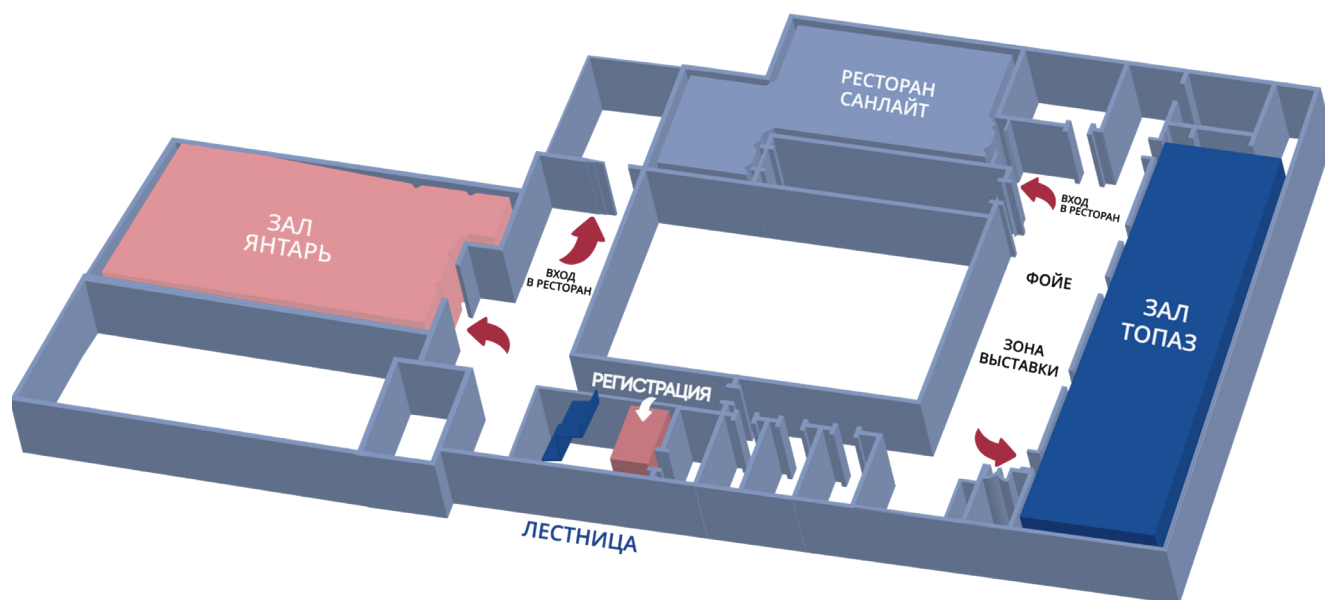 РЕСТОРАН
САНЛАЙТ
ЗАЛ
ЯНТАРЬ
ВХОД
В РЕСТОРАН
ВХОД
В РЕСТОРАН
ФОЙЕ
ЗОНА
ВЫСТАВКИ
ЗАЛ
ТОПАЗ
РЕГИСТРАЦИЯ
ЛЕСТНИЦА